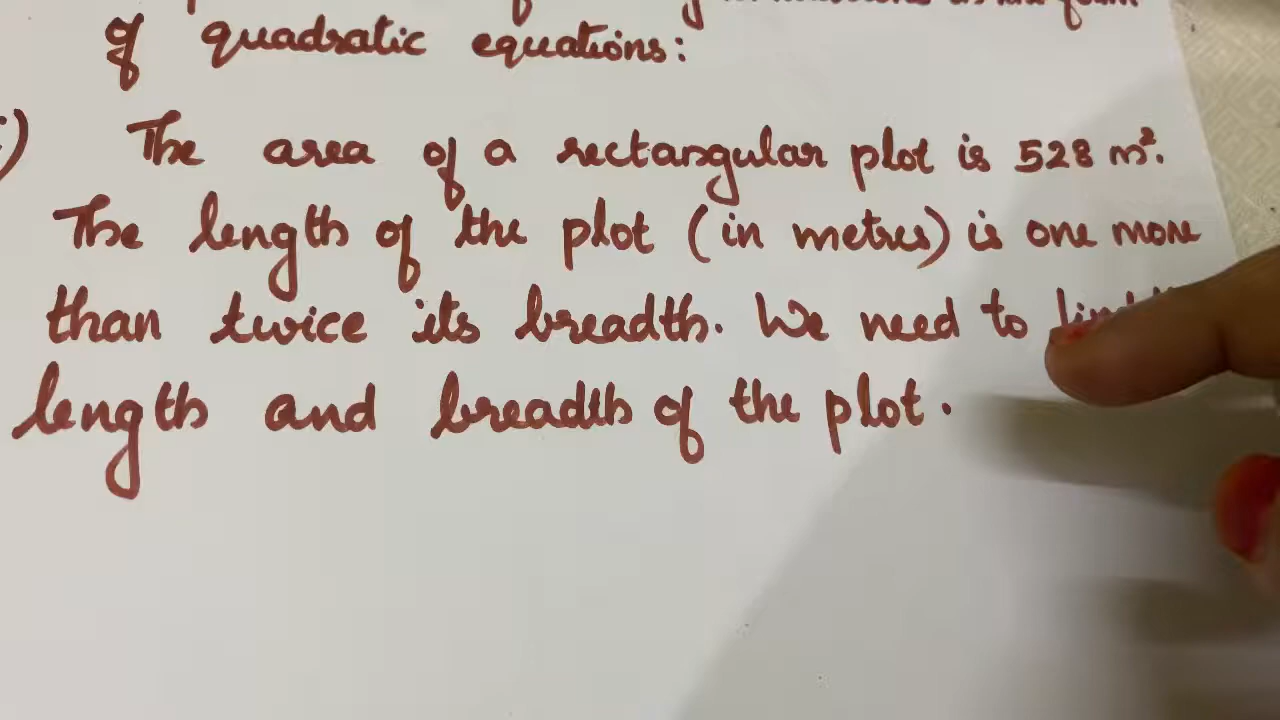 of quadratic equations:
i) The area of a rectangular plot is 528 m².
The length of the plot (in metres) is one more
than twice its breadth. We need to
length and breadth of the plot.